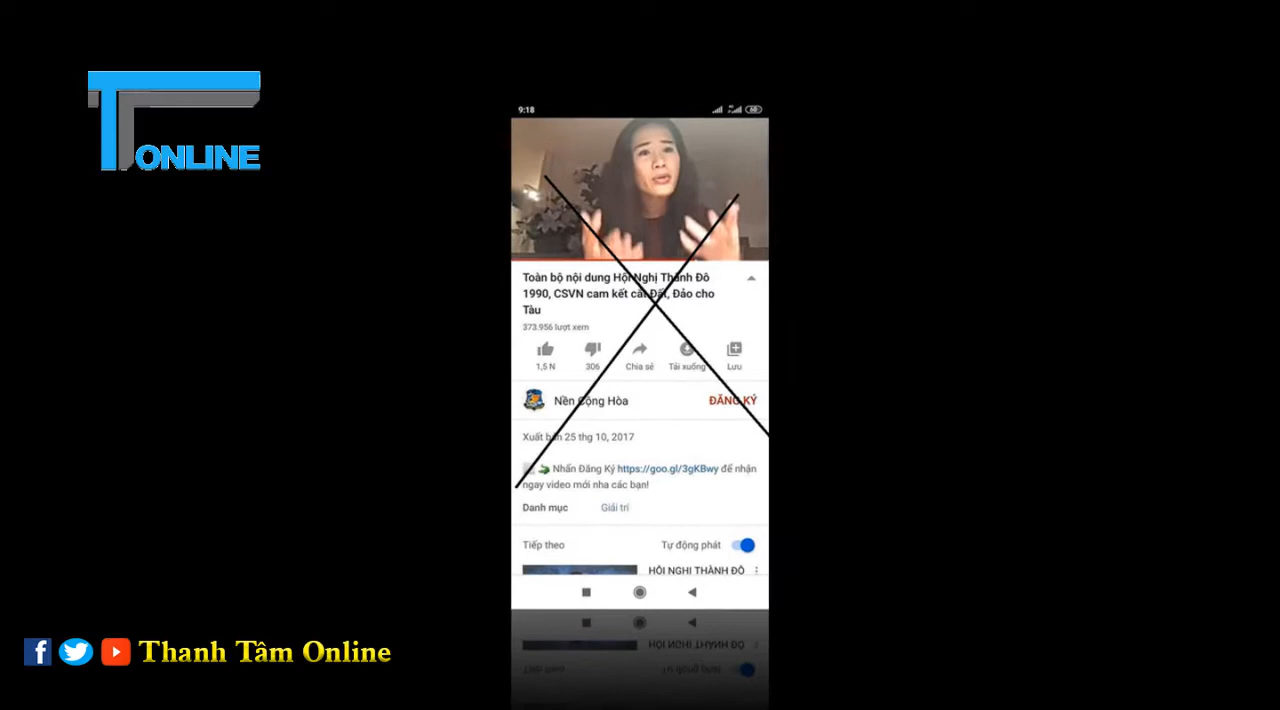 T
ONLINE
9:18
60
Toàn bộ nội dung Hội Nghị Thành Đô
1990, CSVN cam kết cắt Đất, Đảo cho
Tàu
373.956 lượt xem
1,5 N
306
Chia sẻ
Tải xuống
Lưu
Nền Cộng Hòa
ĐĂNG KÝ
Xuất bản 25 thg 10, 2017
Nhấn Đăng Ký https://goo.gl/3gKBwy để nhận
ngay video mới nha các bạn!
Danh mục
Giải trí
Tiếp theo
Tự động phát
HỘI NGHỊ THÀNH ĐÔ
f
Thanh Tâm Online